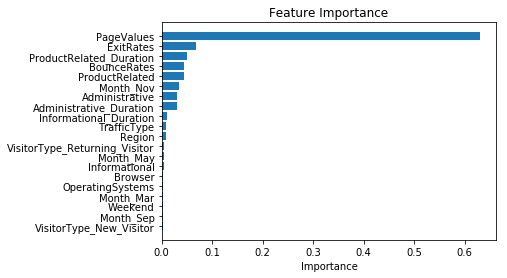 Feature Importance
PageValues
ExitRates
ProductRelated_Duration
BounceRates
ProductRelated
Month_Nov
Administrative
Administrative_Duration
Informational_Duration
TrafficType
Region
VisitorType_Returning_Visitor
Month_May
Informational
Browser
OperatingSystems
Month_Mar
Weekend
Month_Sep
VisitorType_New_Visitor
0.0 0.1 0.2 0.3 0.4 0.5 0.6
Importance